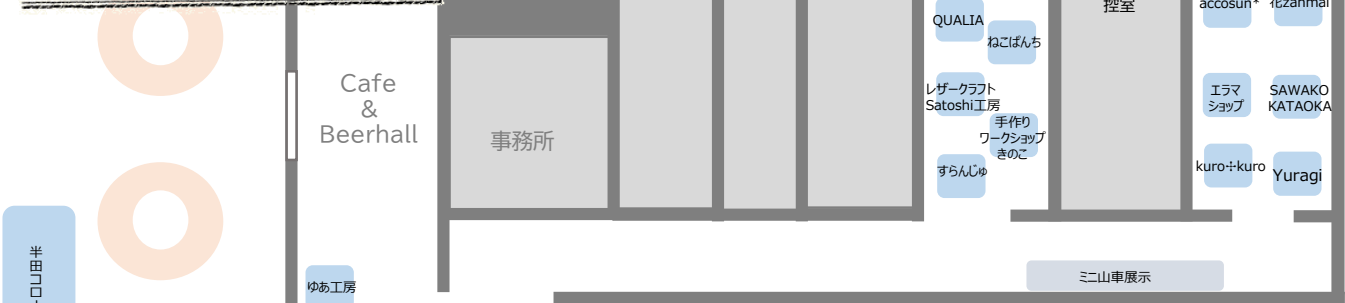 控室
accosun*
花zanmai
QUALIA
ねこぱんち
Cafe
&
Beerhall
事務所
レザークラフト
Satoshi工房
手作り
ワークショップ
きのこ
すらんじゅ
エラマ
ショップ
SAWAKO
KATAOKA
kuro÷kuro
Yuragi
半田コロ
ゆあ工房
ミニ山車展示